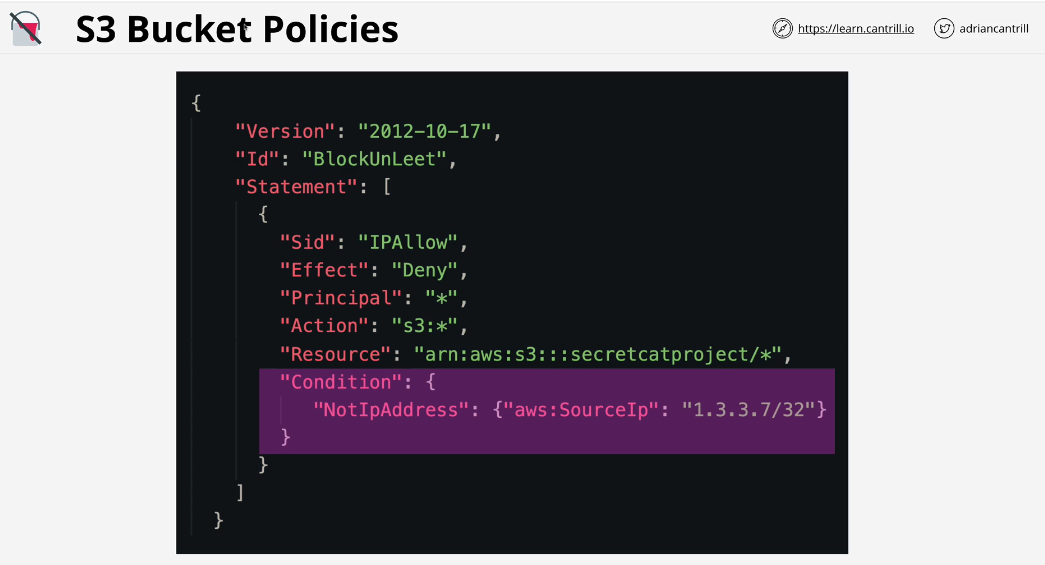 S3 Bucket Policies
https://learn.cantrill.io
adriancantrill
{
"Version": "2012-10-17",
"Id": "BlockUnLeet",
"Statement": [
{
"Sid": "IPAllow",
"Effect": "Deny",
"Principal": "*",
"Action": "s3:*",
"Resource": "arn:aws:s3:::secretcatproject/*",
"Condition": {
"NotIpAddress": {"aws:SourceIp": "1.3.3.7/32"}
}
}
]
}